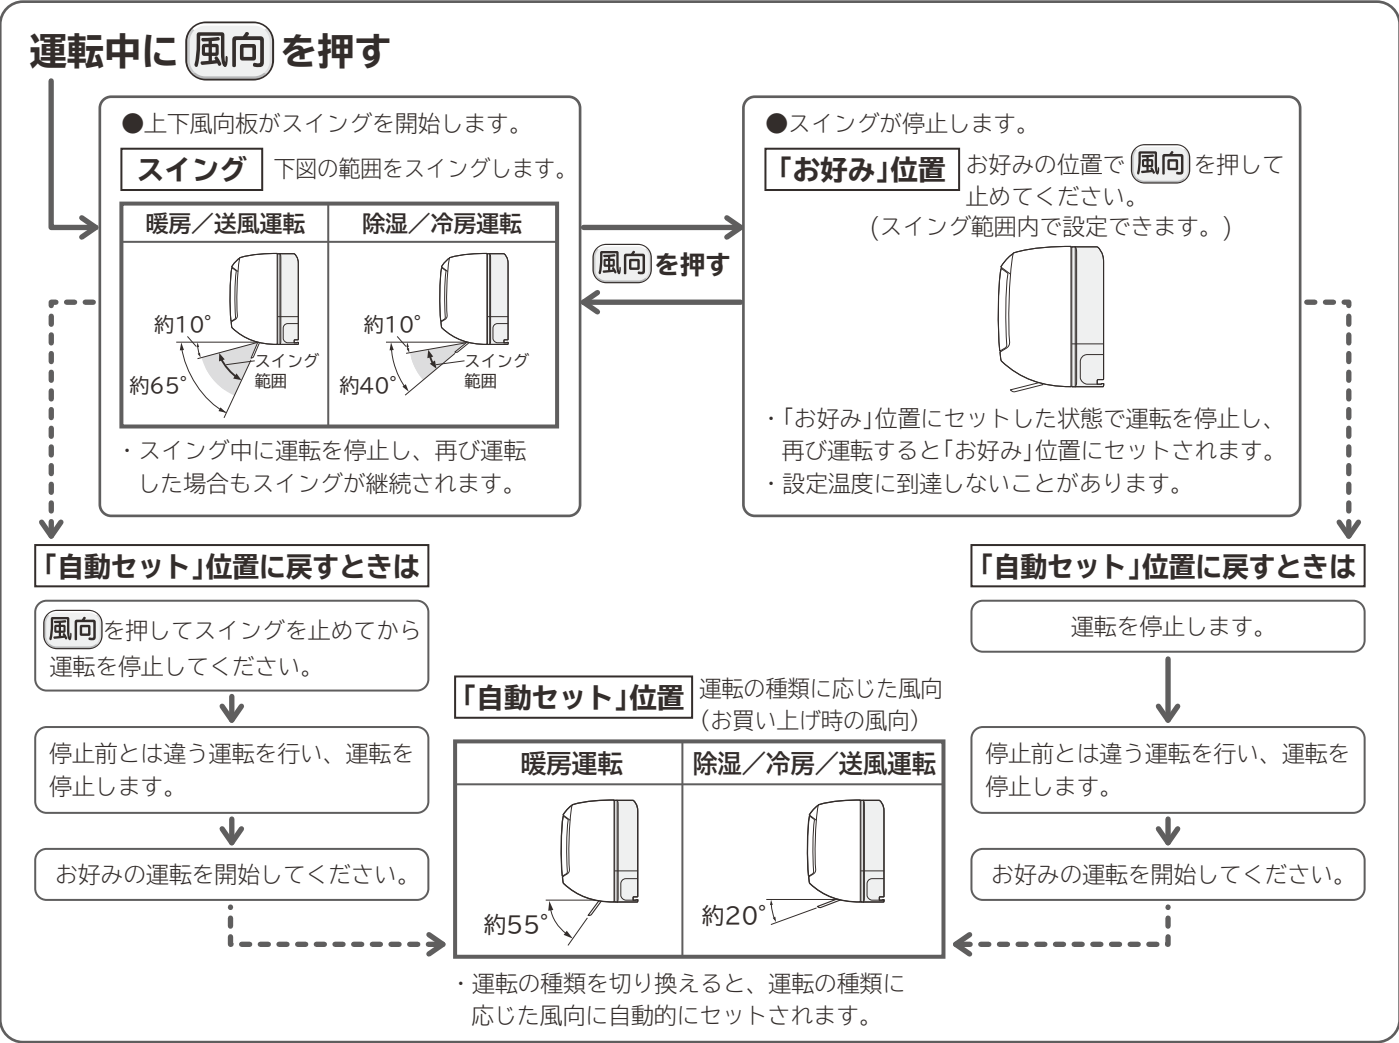 運転中に 風向 を押す
●上下風向板がスイングを開始します。
スイング 下図の範囲をスイングします。
暖房／送風運転 除湿／冷房運転
約10°
約65°
スイング
範囲
約10°
約40°
スイング
範囲
・スイング中に運転を停止し、再び運転
した場合もスイングが継続されます。
風向 を押す
●スイングが停止します。
「お好み」位置 お好みの位置で 風向 を押して
止めてください。
(スイング範囲内で設定できます。)
・「お好み」位置にセットした状態で運転を停止し、
再び運転すると「お好み」位置にセットされます。
・設定温度に到達しないことがあります。
「自動セット」位置に戻すときは
風向 を押してスイングを止めてから
運転を停止してください。
停止前とは違う運転を行い、運転を
停止します。
お好みの運転を開始してください。
「自動セット」位置に戻すときは
運転を停止します。
停止前とは違う運転を行い、運転を
停止します。
お好みの運転を開始してください。
「自動セット」位置 運転の種類に応じた風向
(お買い上げ時の風向)
暖房運転 除湿／冷房／送風運転
約55°
約20°
・運転の種類を切り換えると、運転の種類に
応じた風向に自動的にセットされます。